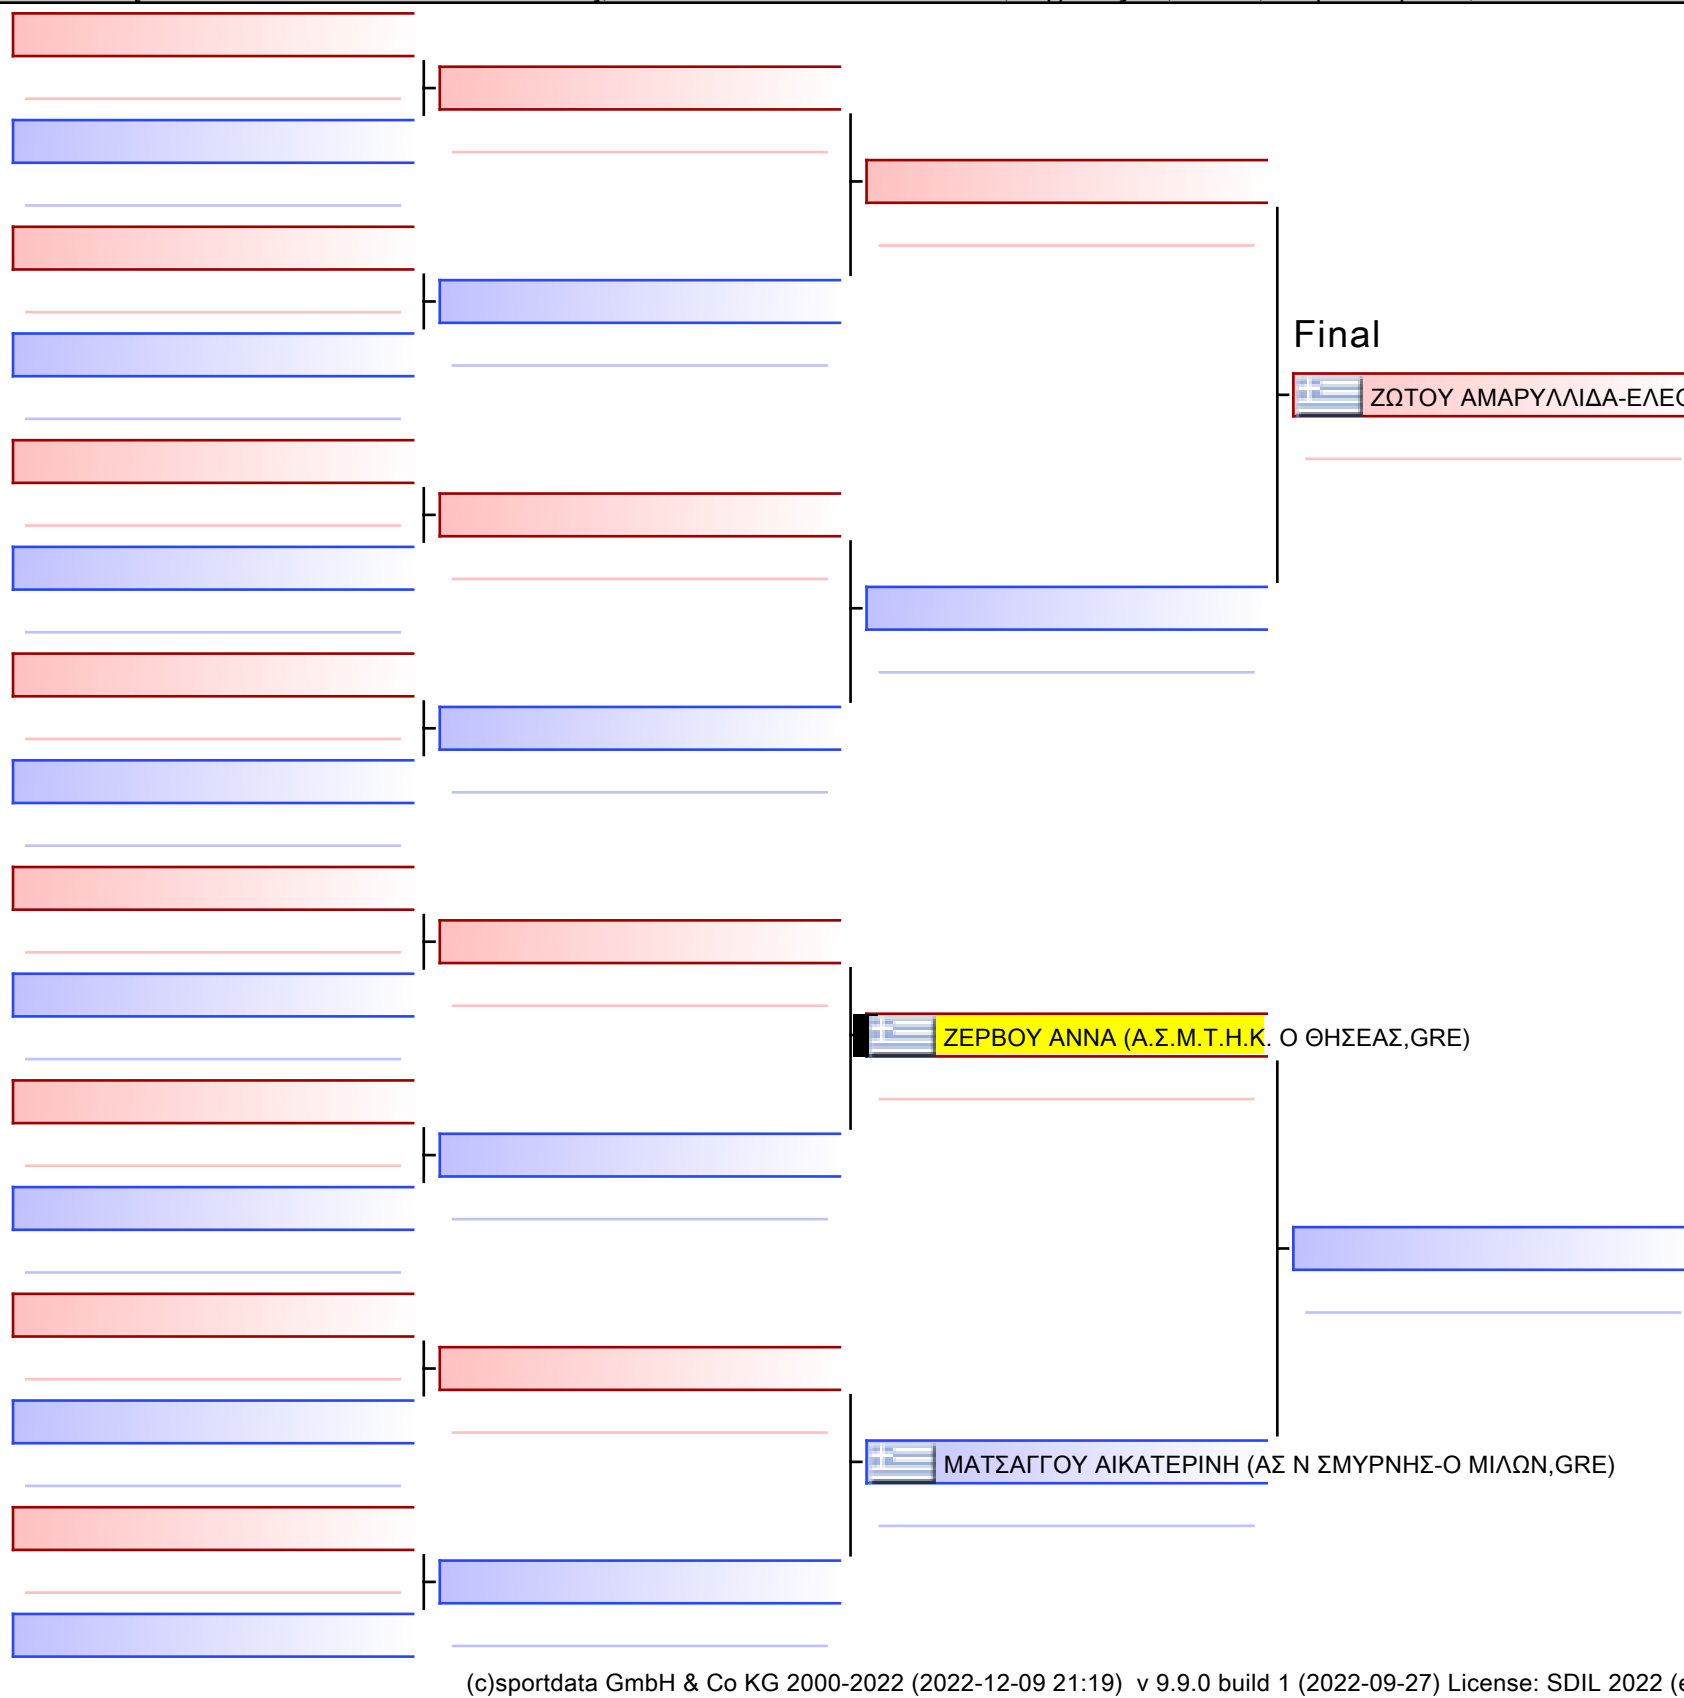 Final
ΖΩΤΟΥ ΑΜΑΡΥΛΛΙΔΑ-ΕΛΕ
ΖΕΡΒΟΥ ΑΝΝΑ (Α.Σ.Μ.Τ.Η.Κ. Ο ΘΗΣΕΑΣ,GRE)
ΜΑΤΣΑΓΓΟΥ ΑΙΚΑΤΕΡΙΝΗ (ΑΣ Ν ΣΜΥΡΝΗΣ-Ο ΜΙΛΩΝ,GRE)
(c)sportdata GmbH & Co KG 2000-2022 (2022-12-09 21:19) v 9.9.0 build 1 (2022-09-27) License: SDIL 2022 (